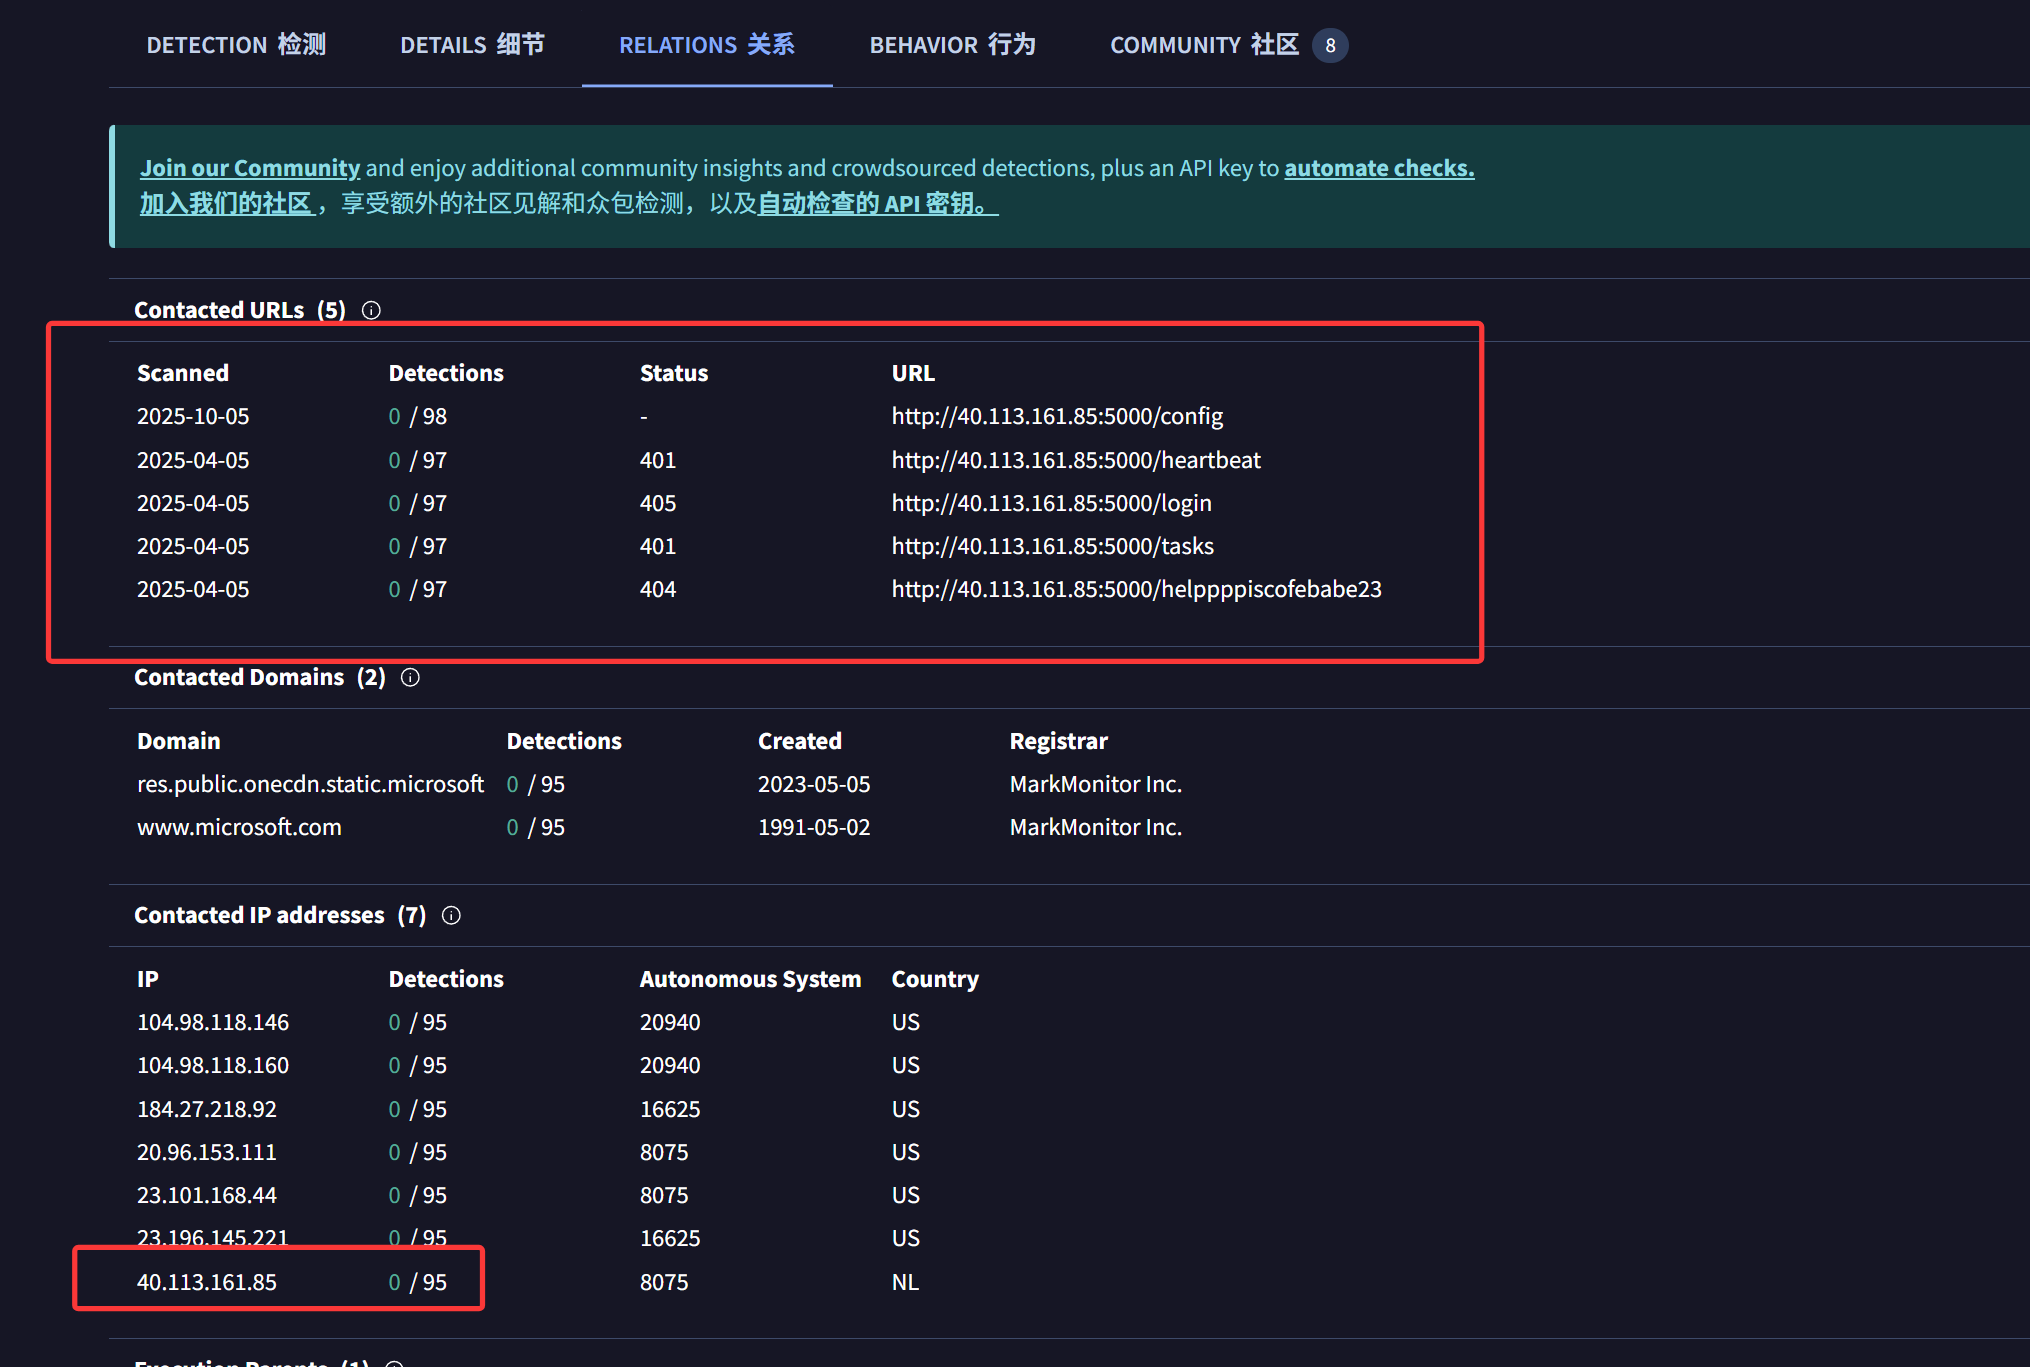 DETECTION 检测 DETAILS 细节 RELATIONS 关系 BEHAVIOR 行为 COMMUNITY 社区 8
Join our Community and enjoy additional community insights and crowdsourced detections, plus an API key to automate checks.
加入我们的社区 ，享受额外的社区见解和众包检测，以及自动检查的 API 密钥。
Contacted URLs (5)
Scanned Detections Status URL
2025-10-05 0 / 98 - http://40.113.161.85:5000/config
2025-04-05 0 / 97 401 http://40.113.161.85:5000/heartbeat
2025-04-05 0 / 97 405 http://40.113.161.85:5000/login
2025-04-05 0 / 97 401 http://40.113.161.85:5000/tasks
2025-04-05 0 / 97 404 http://40.113.161.85:5000/helppppiscofebabe23
Contacted Domains (2)
Domain Detections Created Registrar
res.public.onecdn.static.microsoft 0 / 95 2023-05-05 MarkMonitor Inc.
www.microsoft.com 0 / 95 1991-05-02 MarkMonitor Inc.
Contacted IP addresses (7)
IP Detections Autonomous System Country
104.98.118.146 0 / 95 20940 US
104.98.118.160 0 / 95 20940 US
184.27.218.92 0 / 95 16625 US
20.96.153.111 0 / 95 8075 US
23.101.168.44 0 / 95 8075 US
23.196.145.221 0 / 95 16625 US
40.113.161.85 0 / 95 8075 NL
Execution Parents (1)